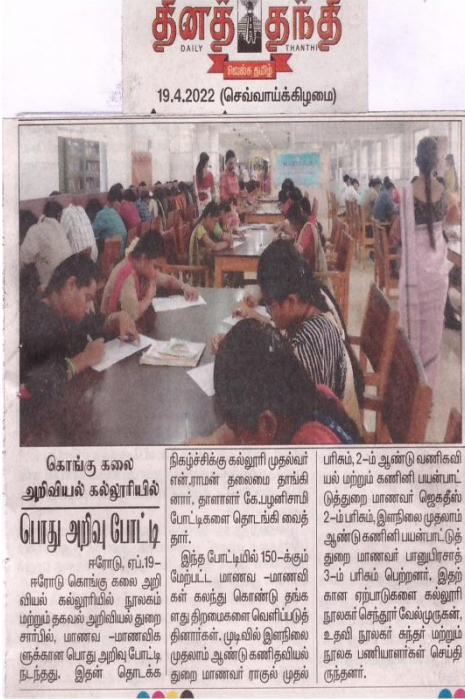 தினத் தந்தி
DAILY THANTHI
வெல்க தமிழ்
19.4.2022 (செவ்வாய்க்கிழமை)
கொங்கு கலை
அறிவியல் கல்லூரியில்
பொது அறிவு போட்டி
ஈரோடு, ஏப்.19–
ஈரோடு கொங்கு கலை அறி
வியல் கல்லூரியில் நூலகம்
மற்றும் தகவல் அறிவியல் துறை
சார்பில், மாணவ –மாணவிக
ளுக்கான பொது அறிவு போட்டி
நடந்தது. இதன் தொடக்க
நிகழ்ச்சிக்கு கல்லூரி முதல்வர்
என்.ராமன் தலைமை தாங்கி
னார். தாளாளர் கே.பழனிசாமி
போட்டிகளை தொடங்கி வைத்
தார்.
இந்த போட்டியில் 150–க்கும்
மேற்பட்ட மாணவ –மாணவி
கள் கலந்து கொண்டு தங்க
ளது திறமைகளை வெளிப்படுத்
தினார்கள். முடிவில் இளநிலை
முதலாம் ஆண்டு கணிதவியல்
துறை மாணவர் ராகுல் முதல்
பரிசும், 2–ம் ஆண்டு வணிகவி
யல் மற்றும் கணினி பயன்பாட்
டுத்துறை மாணவர் ஜெகதீஸ்
2–ம் பரிசும், இளநிலை முதலாம்
ஆண்டு கணினி பயன்பாட்டுத்
துறை மாணவர் பானுபிரசாத்
3–ம் பரிசும் பெற்றனர். இதற்
கான ஏற்பாடுகளை கல்லூரி
நூலகர் செந்தூர் வேல்முருகன்,
உதவி நூலகர் சுந்தர் மற்றும்
நூலக பணியாளர்கள் செய்தி
ருந்தனர்.